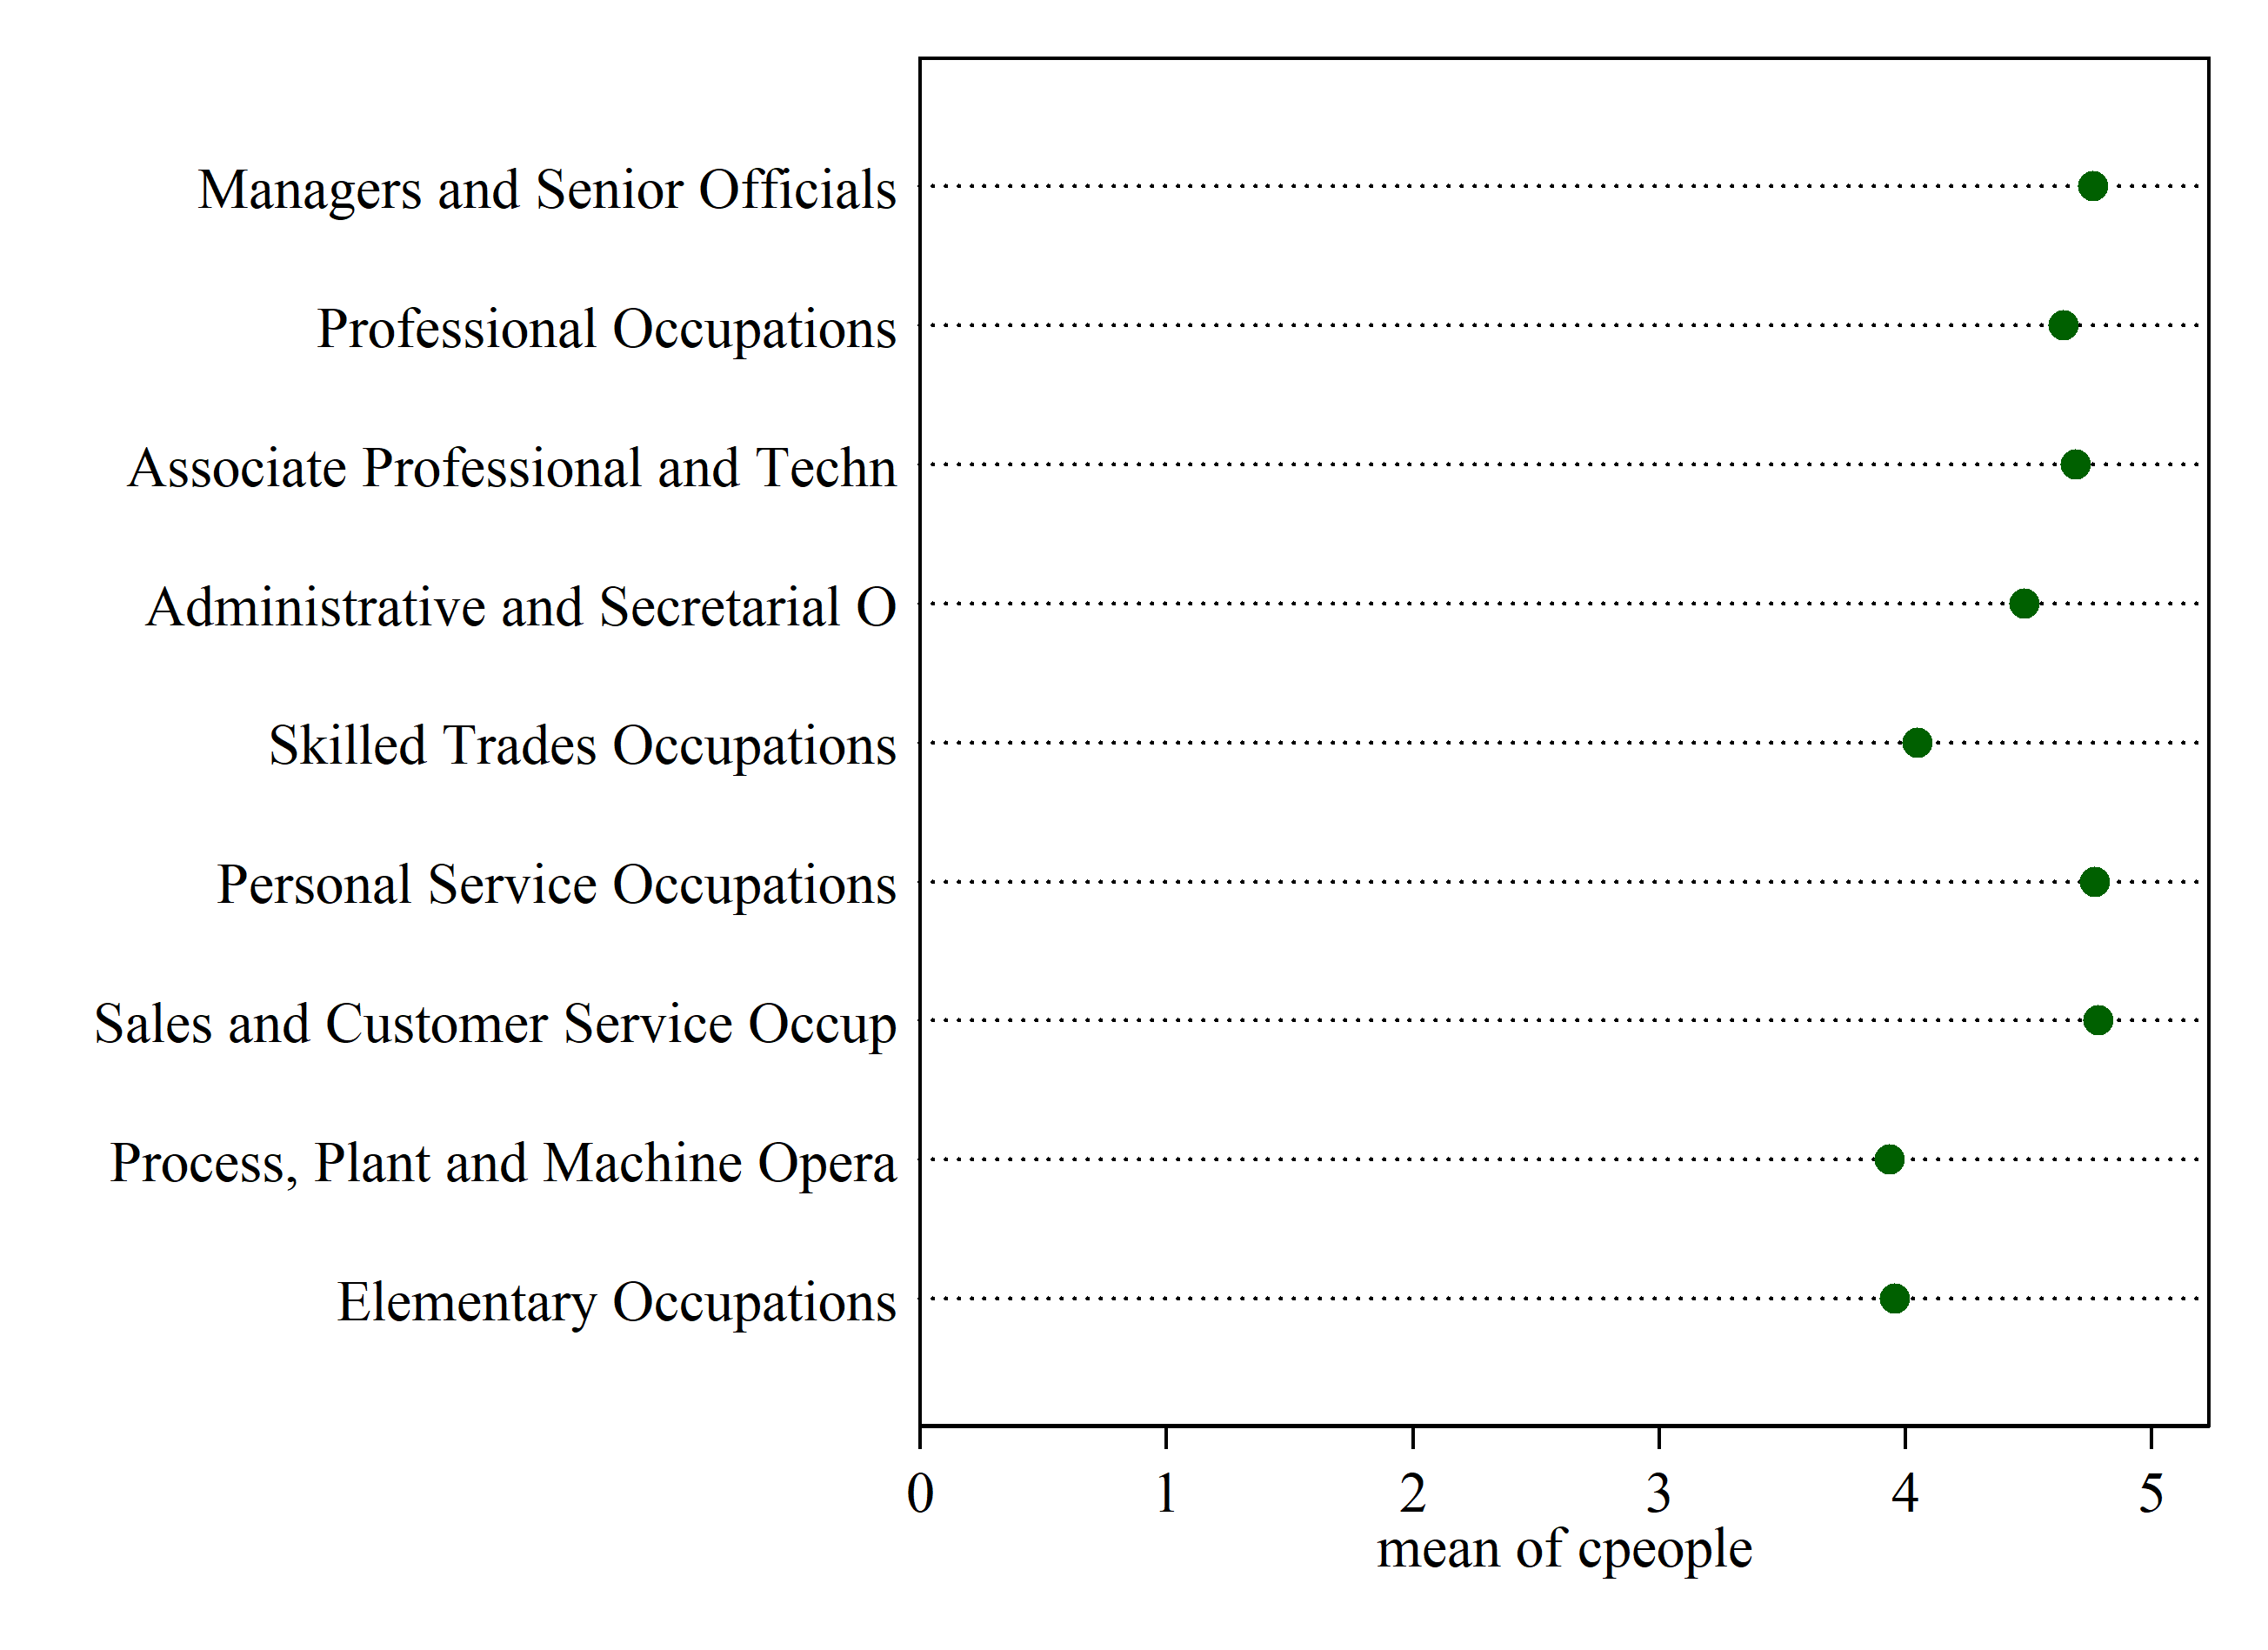 Managers and Senior Officials
Professional Occupations
Associate Professional and Techn
Administrative and Secretarial O
Skilled Trades Occupations
Personal Service Occupations
Sales and Customer Service Occup
Process, Plant and Machine Opera
Elementary Occupations
0 1 2 3 4 5
mean of cpeople